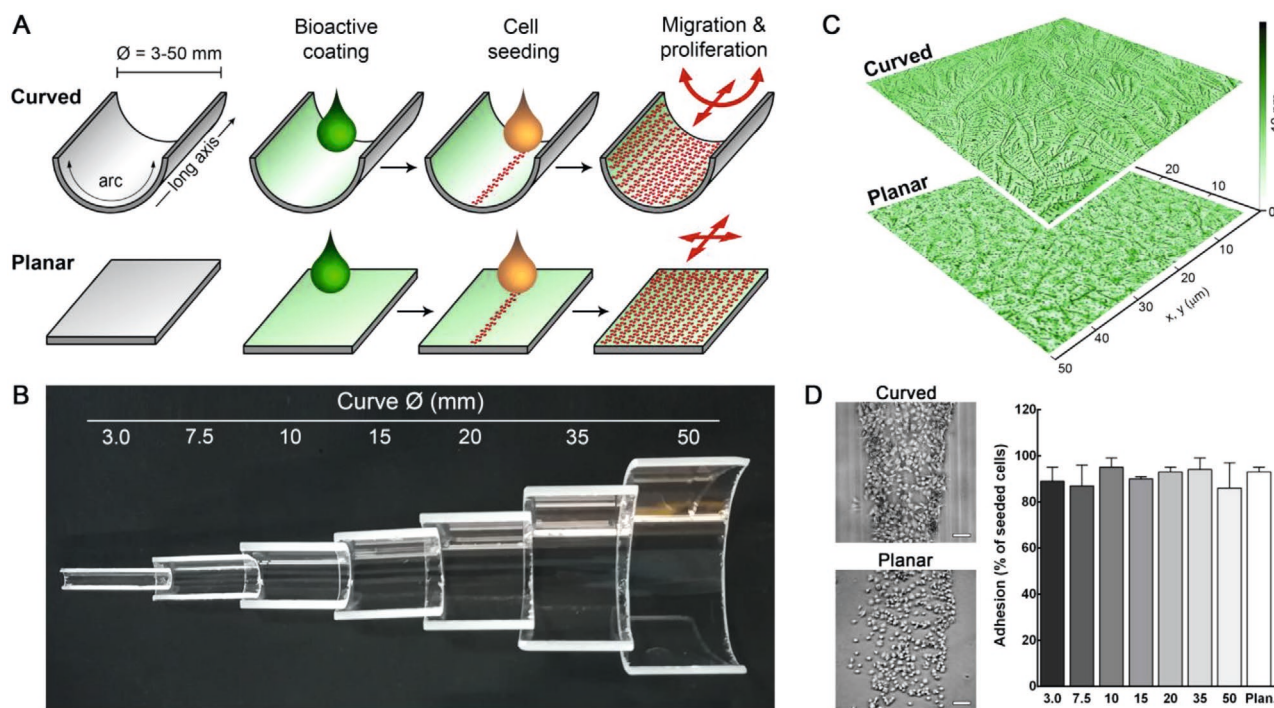 A
Ø = 3-50 mm
Bioactive
coating
Cell
seeding
Migration &
proliferation
Curved
arc
long axis
Planar
B
Curve Ø (mm)
3.0 7.5 10 15 20 35 50
C
Curved
Planar
0
20
10
10
20
30
40
50
x, y (µm)
D
Curved
Planar
Adhesion (% of seeded cells)
120
100
80
60
40
20
0
3.0 7.5 10 15 20 35 50 Plan.